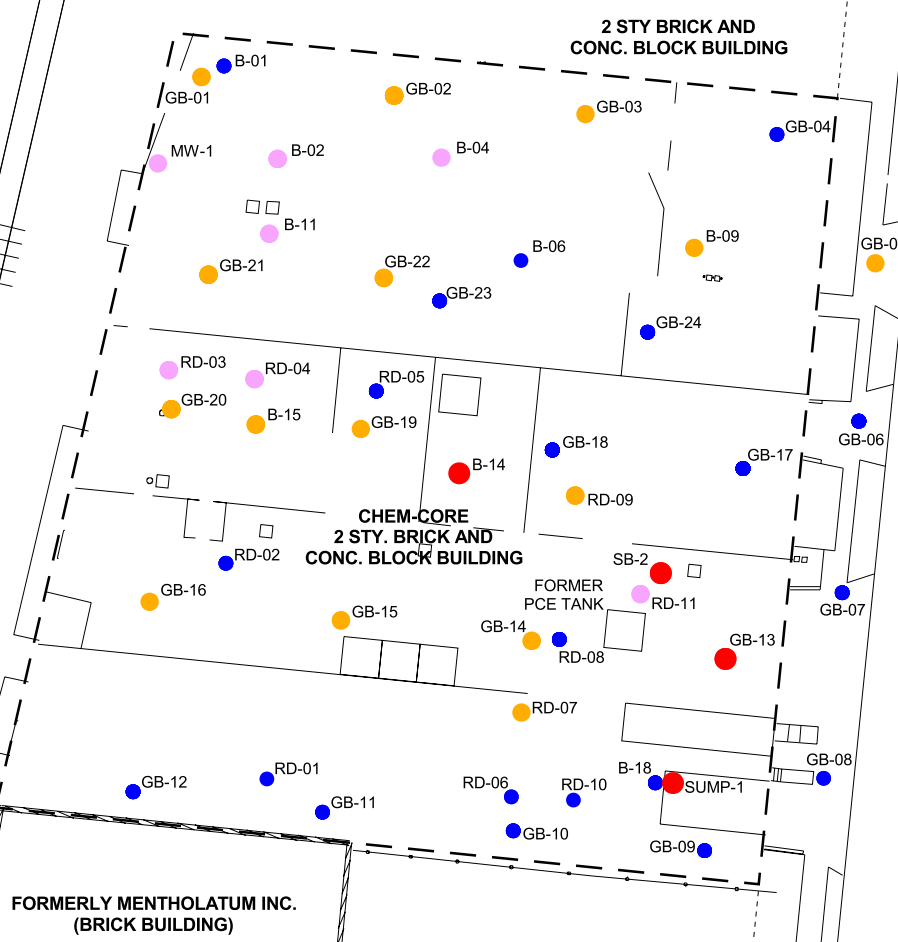 2 STY BRICK AND
CONC. BLOCK BUILDING
B-01
GB-01
GB-02
GB-03
GB-04
MW-1
B-02
B-04
B-11
B-06
B-09
GB-0
GB-21
GB-22
GB-23
GB-24
RD-03
RD-04
RD-05
GB-20
B-15
GB-19
GB-06
GB-18
GB-17
B-14
RD-09
CHEM-CORE
2 STY. BRICK AND
CONC. BLOCK BUILDING
RD-02
SB-2
FORMER
PCE TANK
RD-11
GB-07
GB-16
GB-15
GB-14
RD-08
GB-13
RD-07
GB-08
GB-12
RD-01
GB-11
RD-06
RD-10
B-18
SUMP-1
GB-10
GB-09
FORMERLY MENTHOLATUM INC.
(BRICK BUILDING)